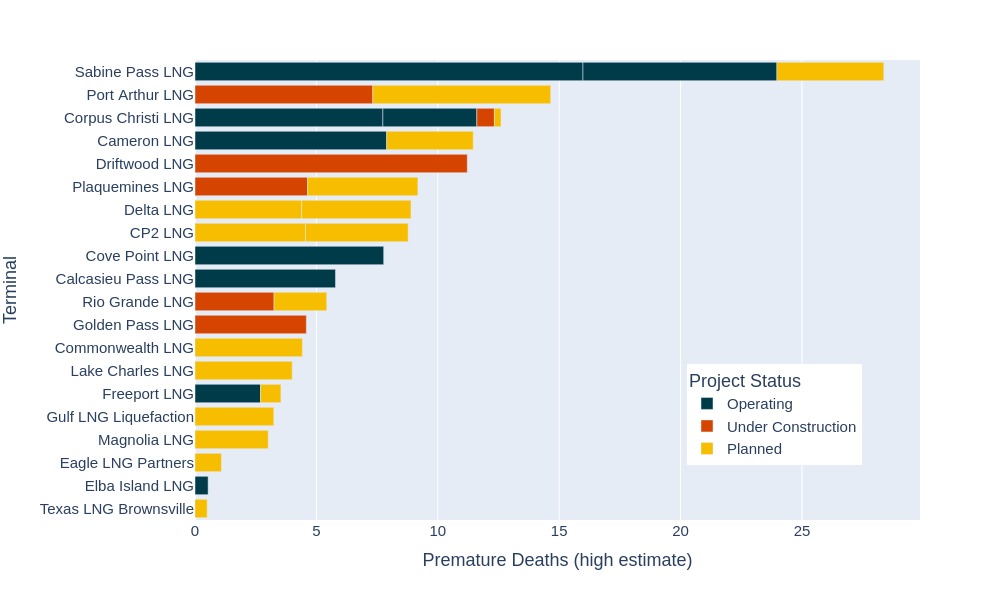 Sabine Pass LNG
Port Arthur LNG
Corpus Christi LNG
Cameron LNG
Driftwood LNG
Plaquemines LNG
Delta LNG
CP2 LNG
Cove Point LNG
Calcasieu Pass LNG
Rio Grande LNG
Golden Pass LNG
Commonwealth LNG
Lake Charles LNG
Freeport LNG
Gulf LNG Liquefaction
Magnolia LNG
Eagle LNG Partners
Elba Island LNG
Texas LNG Brownsville
Terminal
0 5 10 15 20 25
Premature Deaths (high estimate)
Project Status
Operating
Under Construction
Planned